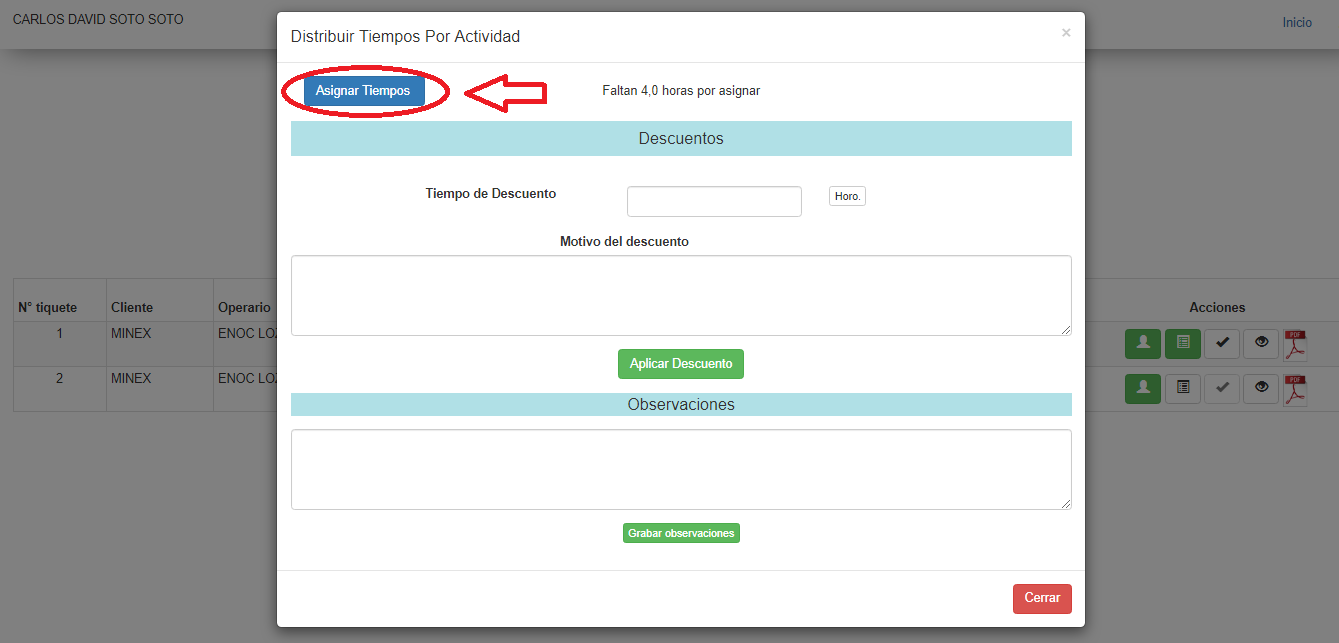 CARLOS DAVID SOTO SOTO
Inicio
Distribuir Tiempos Por Actividad
×
Asignar Tiempos
Faltan 4,0 horas por asignar
Descuentos
Tiempo de Descuento
Horo.
Motivo del descuento
N° tiquete Cliente Operario Acciones
1 MINEX ENOC
PDF
Aplicar Descuento
2 MINEX ENOC
PDF
Observaciones
Grabar observaciones
Cerrar